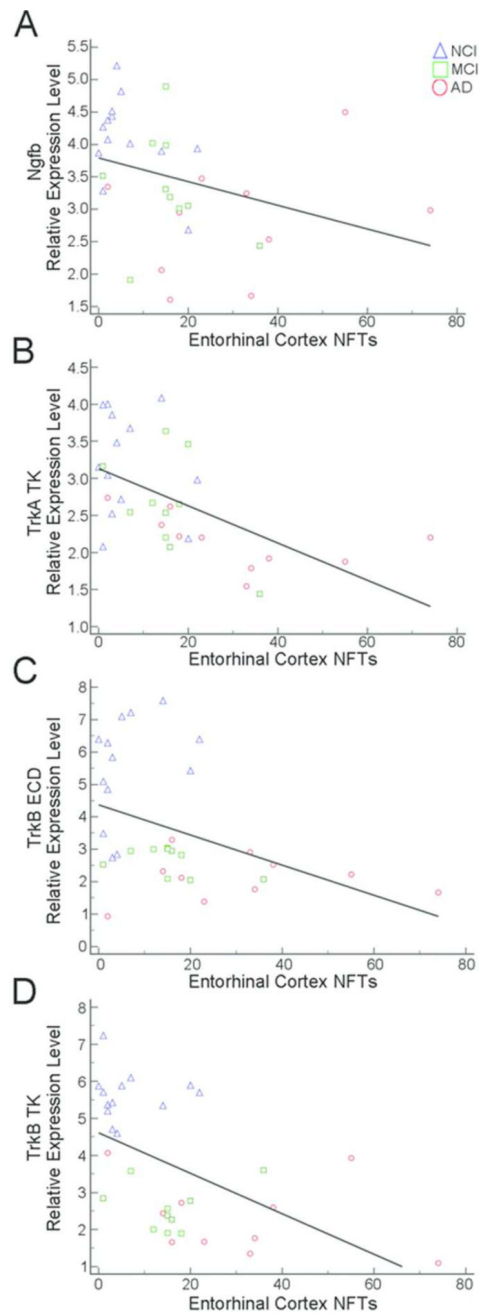 A
Ngfb
Relative Expression Level
5.5
5.0
4.5
4.0
3.5
3.0
2.5
2.0
1.5
0 20 40 60 80
Entorhinal Cortex NFTs
NCI
MCI
AD
B
TrkA TK
Relative Expression Level
4.5
4.0
3.5
3.0
2.5
2.0
1.5
1.0
0 20 40 60 80
Entorhinal Cortex NFTs
C
TrkB ECD
Relative Expression Level
8
7
6
5
4
3
2
1
0
0 20 40 60 80
Entorhinal Cortex NFTs
D
TrkB TK
Relative Expression Level
8
7
6
5
4
3
2
1
0 20 40 60 80
Entorhinal Cortex NFTs